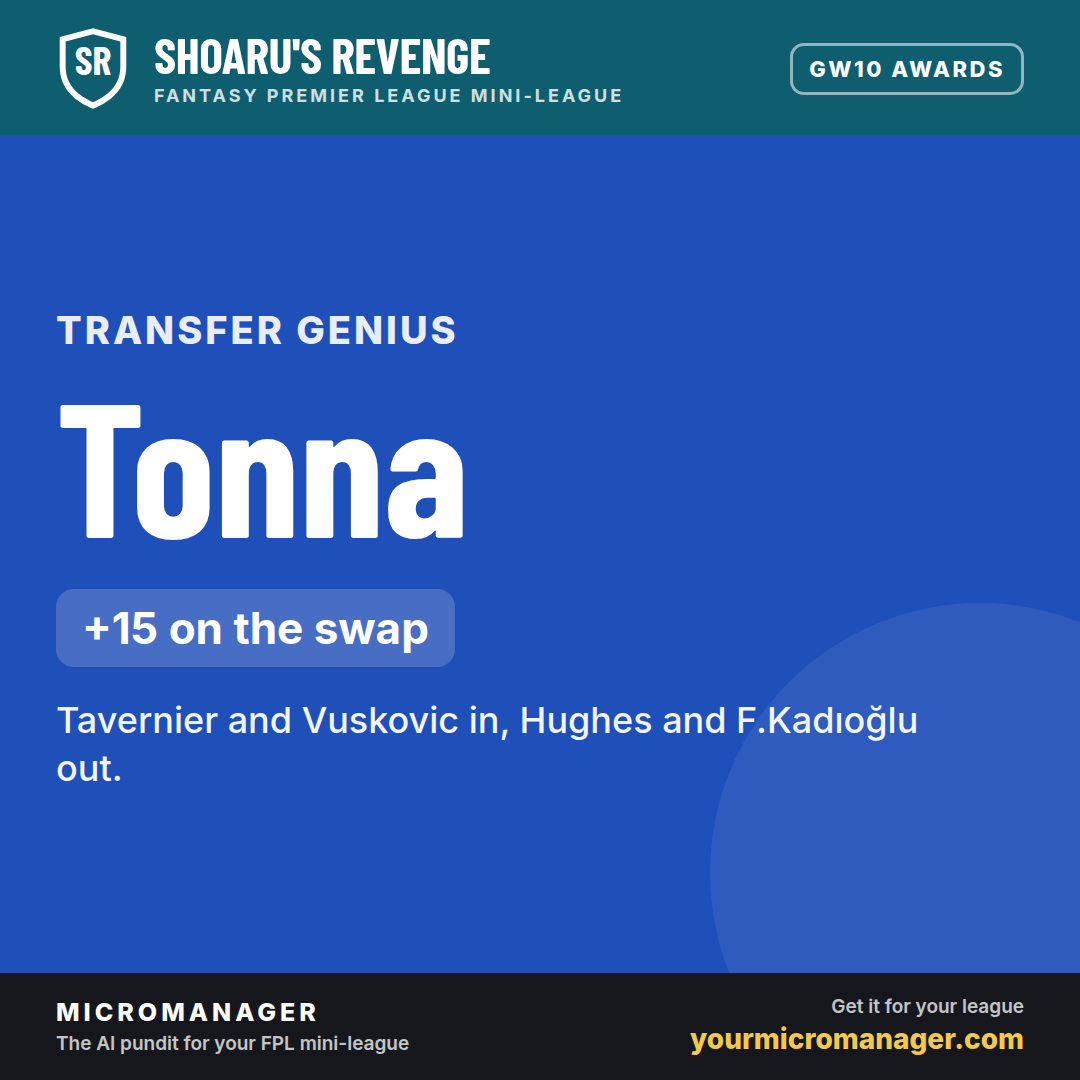 SR
SHOARU'S REVENGE
FANTASY PREMIER LEAGUE MINI-LEAGUE
GW10 AWARDS
TRANSFER GENIUS
Tonna
+15 on the swap
Tavernier and Vuskovic in, Hughes and F.Kadıoğlu
out.
MICROMANAGER
The AI pundit for your FPL mini-league
Get it for your league
yourmicromanager.com